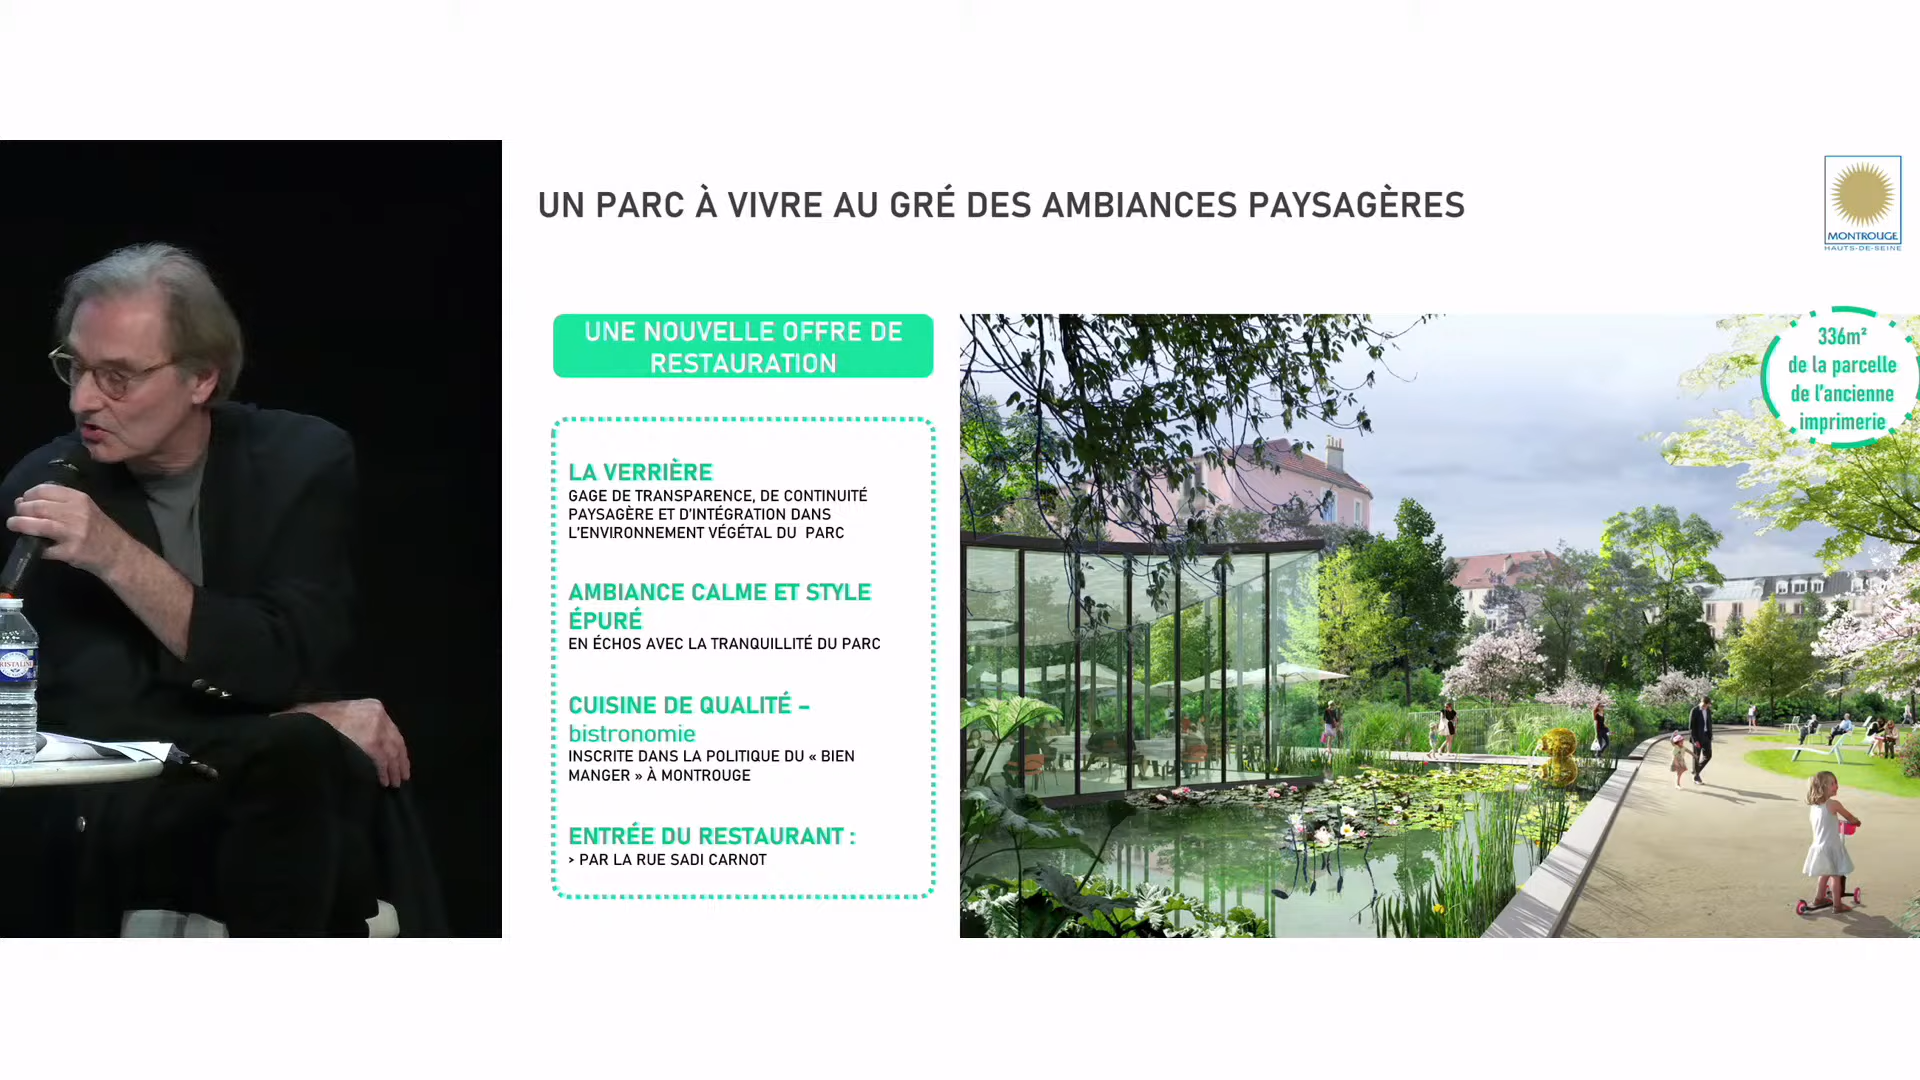 UN PARC À VIVRE AU GRÉ DES AMBIANCES PAYSAGÈRES
MONTROUGE
HAUTS-DE-SEINE
UNE NOUVELLE OFFRE DE
RESTAURATION
336m²
de la parcelle
de l'ancienne
imprimerie
LA VERRIÈRE
GAGE DE TRANSPARENCE, DE CONTINUITÉ
PAYSAGÈRE ET D'INTÉGRATION DANS
L'ENVIRONNEMENT VÉGÉTAL DU PARC
AMBIANCE CALME ET STYLE
ÉPURÉ
EN ÉCHOS AVEC LA TRANQUILLITÉ DU PARC
CUISINE DE QUALITÉ –
bistronomie
INSCRITE DANS LA POLITIQUE DU « BIEN
MANGER » À MONTROUGE
ENTRÉE DU RESTAURANT :
> PAR LA RUE SADI CARNOT